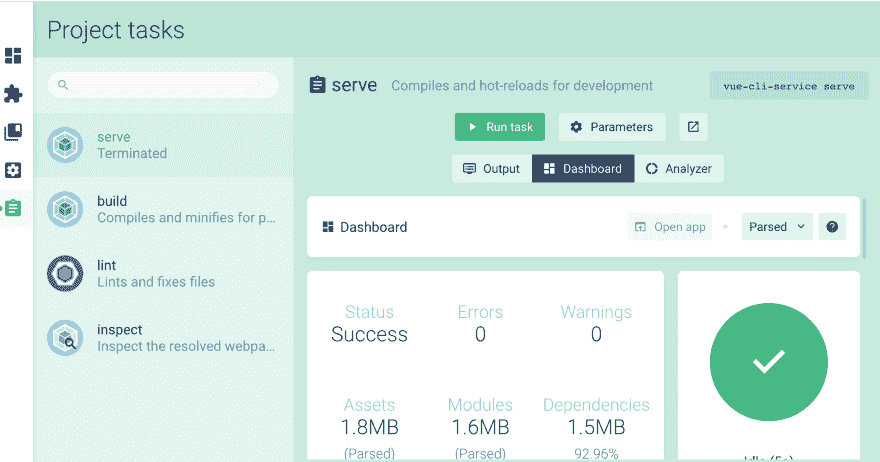 Project tasks
serve
Terminated
build
Compiles and minifies for p...
lint
Lints and fixes files
inspect
Inspect the resolved webpa...
serve Compiles and hot-reloads for development vue-cli-service serve
Run task Parameters
Output Dashboard Analyzer
Dashboard Open app Parsed ?
Status Errors Warnings
Success 0 0
Assets Modules Dependencies
1.8MB 1.6MB 1.5MB
(Parsed) (Parsed) 92.96%